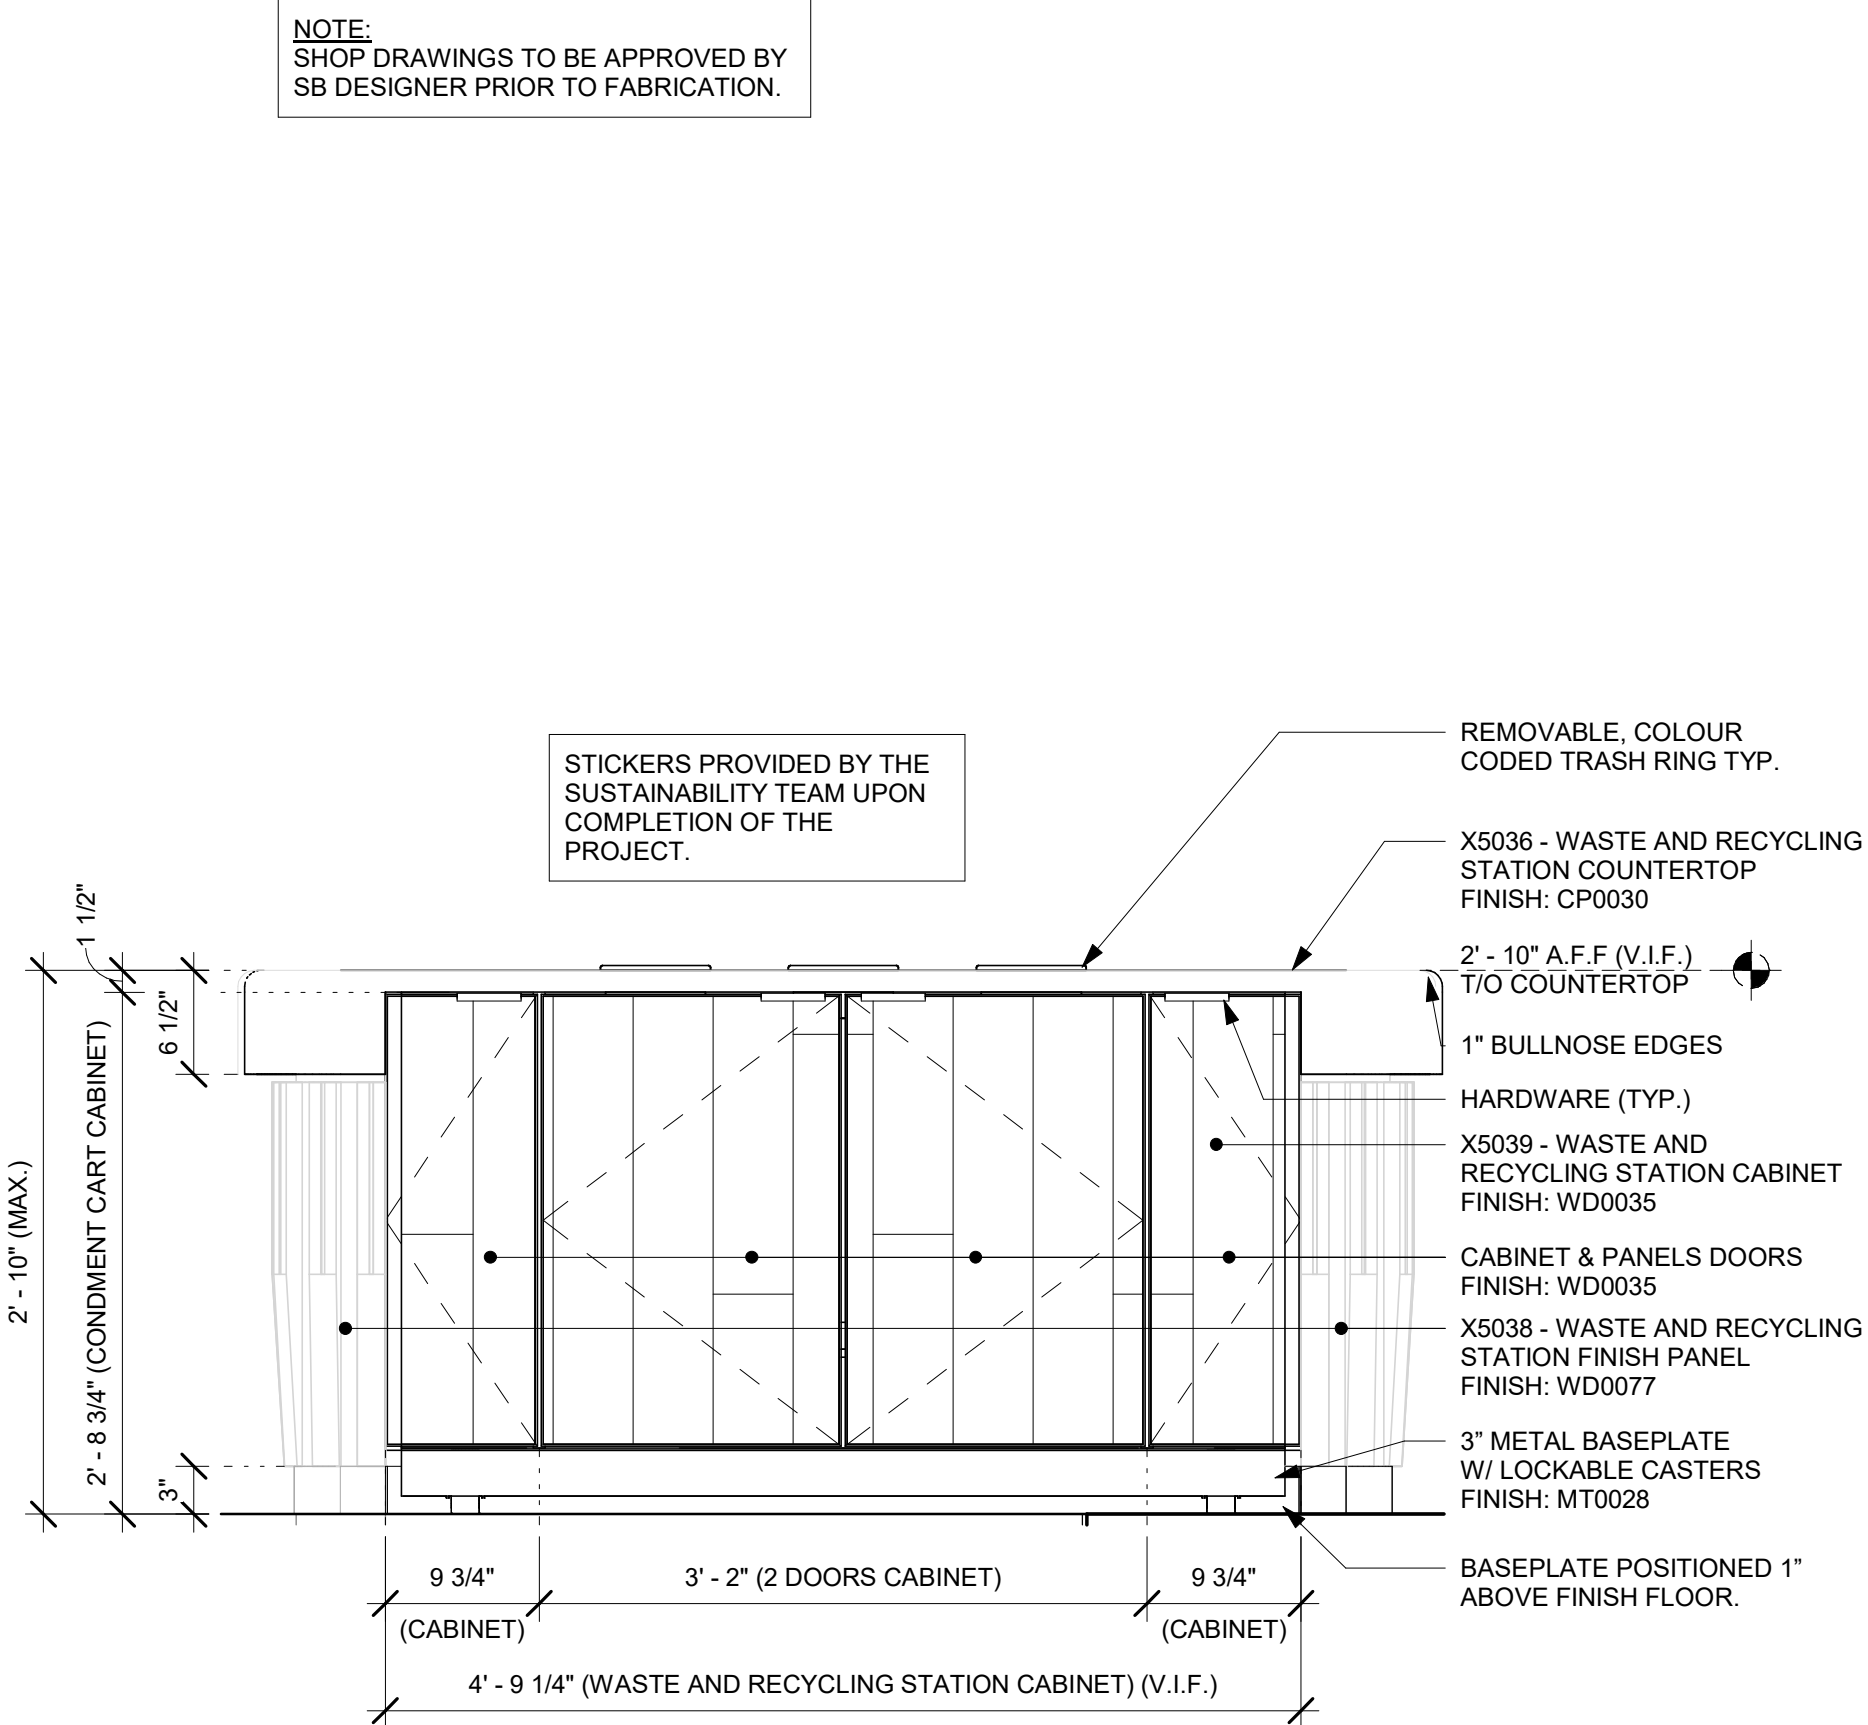 NOTE:
SHOP DRAWINGS TO BE APPROVED BY
SB DESIGNER PRIOR TO FABRICATION.
STICKERS PROVIDED BY THE
SUSTAINABILITY TEAM UPON
COMPLETION OF THE
PROJECT.
REMOVABLE, COLOUR
CODED TRASH RING TYP.
X5036 - WASTE AND RECYCLING
STATION COUNTERTOP
FINISH: CP0030
2' - 10" A.F.F (V.I.F.)
T/O COUNTERTOP
1" BULLNOSE EDGES
HARDWARE (TYP.)
X5039 - WASTE AND
RECYCLING STATION CABINET
FINISH: WD0035
CABINET & PANELS DOORS
FINISH: WD0035
X5038 - WASTE AND RECYCLING
STATION FINISH PANEL
FINISH: WD0077
3” METAL BASEPLATE
W/ LOCKABLE CASTERS
FINISH: MT0028
BASEPLATE POSITIONED 1”
ABOVE FINISH FLOOR.
2' - 10" (MAX.)
2' - 8 3/4" (CONDMENT CART CABINET)
1 1/2"
6 1/2"
3"
9 3/4"
(CABINET)
3' - 2" (2 DOORS CABINET)
9 3/4"
(CABINET)
4' - 9 1/4" (WASTE AND RECYCLING STATION CABINET) (V.I.F.)